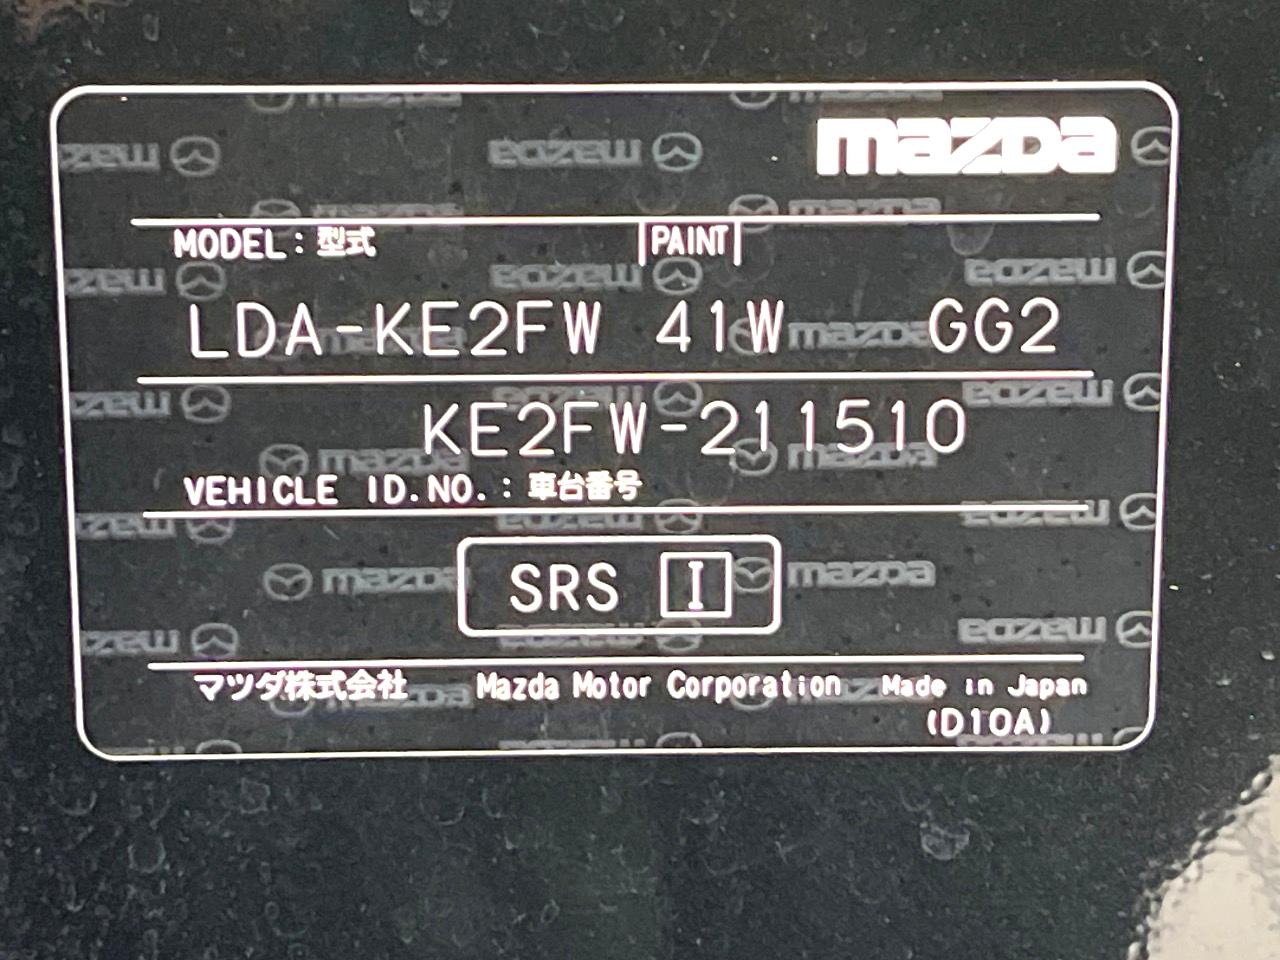 mazda
MODEL: 型式 PAINT
LDA-KE2FW 41W GG2
KE2FW-211510
VEHICLE ID.NO.: 車台番号
SRS I
マツダ株式会社 Mazda Motor Corporation Made in Japan
(D10A)